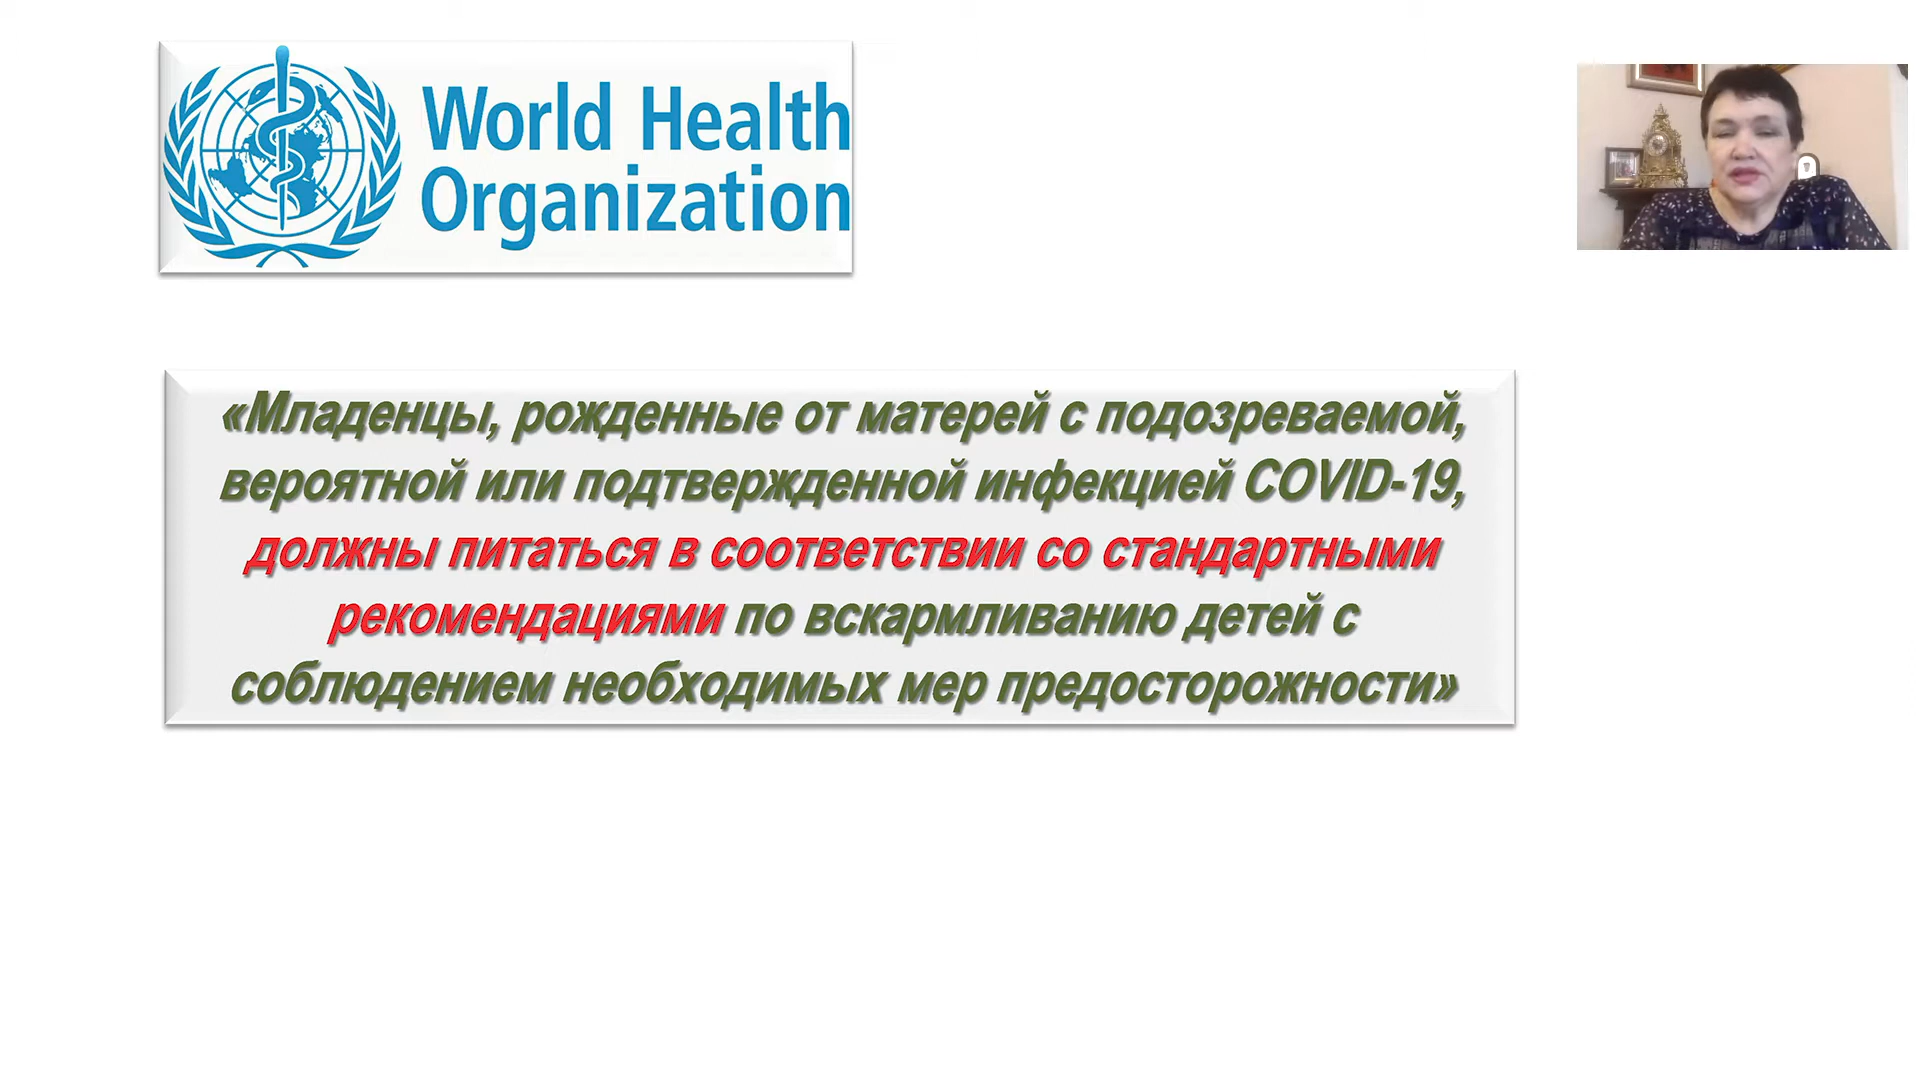 World Health
Organization
«Младенцы, рожденные от матерей с подозреваемой,
вероятной или подтвержденной инфекцией COVID-19,
должны питаться в соответствии со стандартными
рекомендациями по вскармливанию детей с
соблюдением необходимых мер предосторожности»